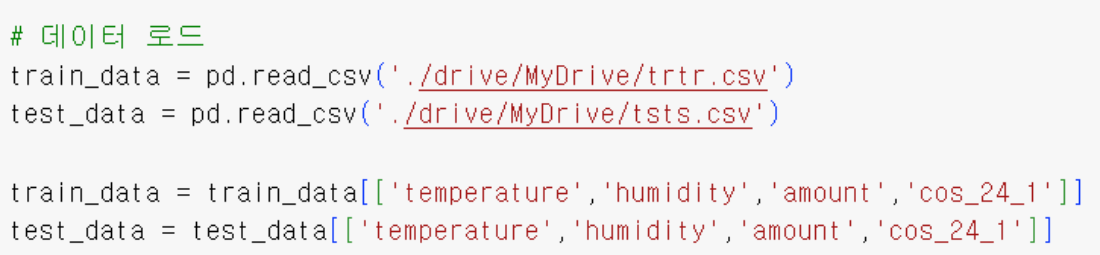 # 데이터 로드
train_data = pd.read_csv('./drive/MyDrive/trtr.csv')
test_data = pd.read_csv('./drive/MyDrive/tsts.csv')
train_data = train_data[['temperature','humidity','amount','cos_24_1']]
test_data = test_data[['temperature','humidity','amount','cos_24_1']]